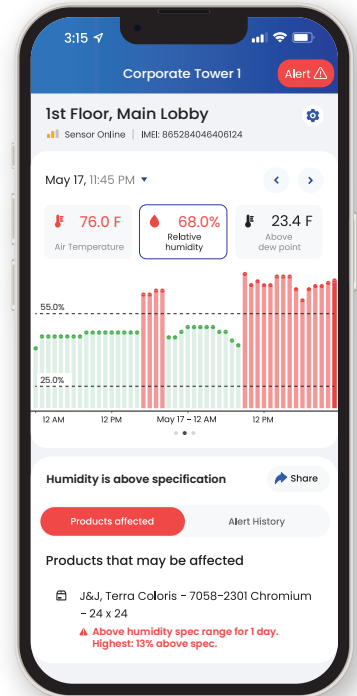 3:15
Corporate Tower 1
Alert
1st Floor, Main Lobby
Sensor Online | IMEI: 865284046406124
May 17, 11:45 PM
76.0 F
Air Temperature
68.0%
Relative
humidity
23.4 F
Above
dew point
55.0%
25.0%
12 AM 12 PM May 17 - 12 AM 12 PM
Humidity is above specification
Share
Products affected
Alert History
Products that may be affected
J&J, Terra Coloris - 7058-2301 Chromium
- 24 x 24
Above humidity spec range for 1 day.
Highest: 13% above spec.